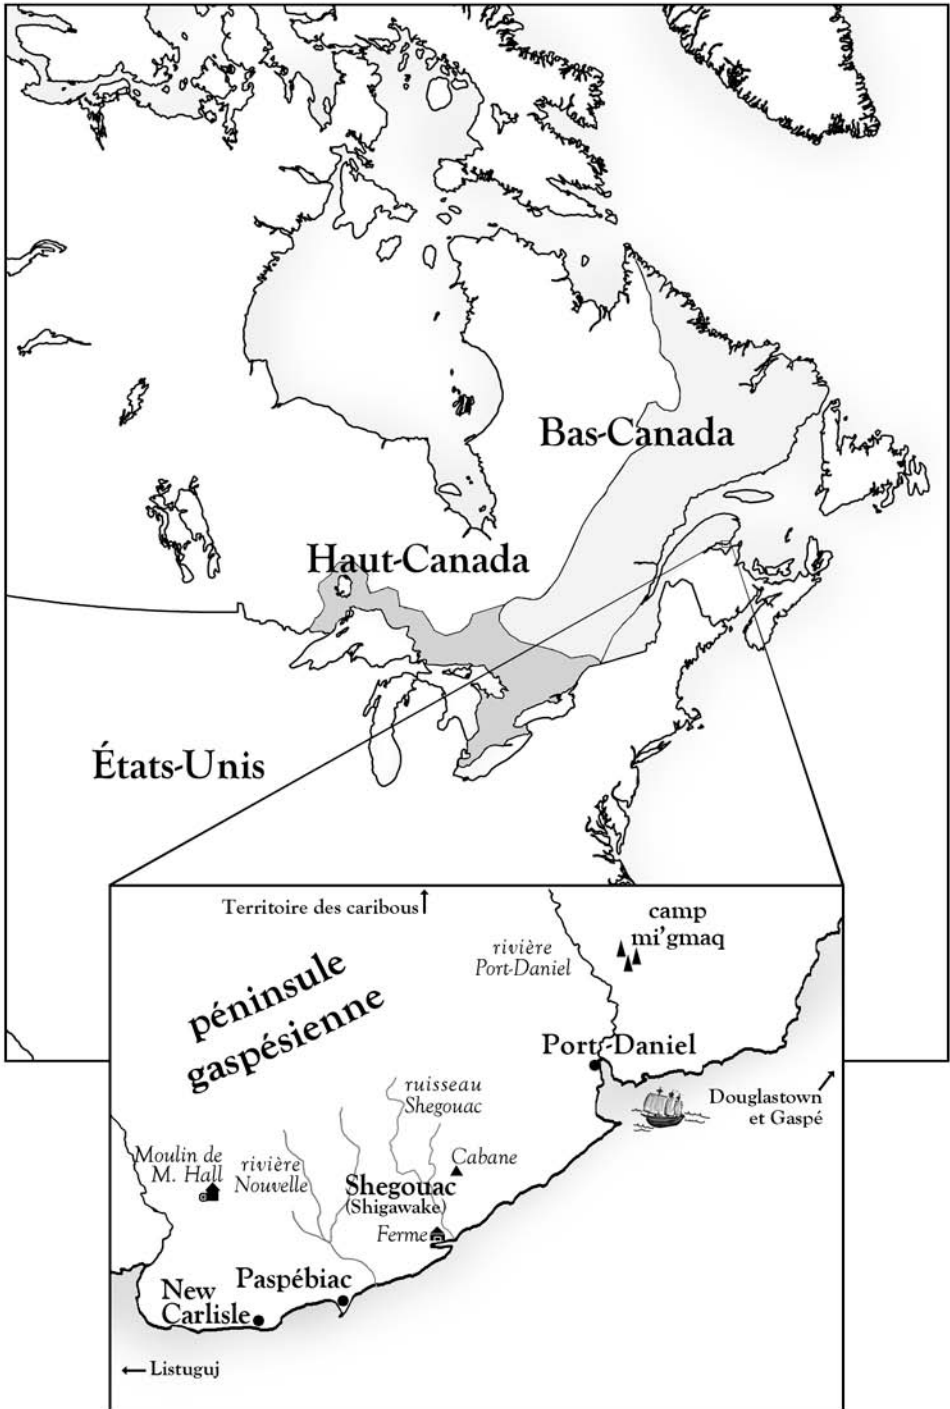 Bas-Canada
Haut-Canada
États-Unis
Territoire des caribous
camp
mi'gmaq
rivière
Port-Daniel
péninsule
gaspésienne
Port-Daniel
ruisseau
Shegouac
Douglastown
et Gaspé
Moulin de
M. Hall
rivière
Nouvelle
Cabane
Shegouac
(Shigawake)
Ferme
Paspébiac
New
Carlisle
Listuguj